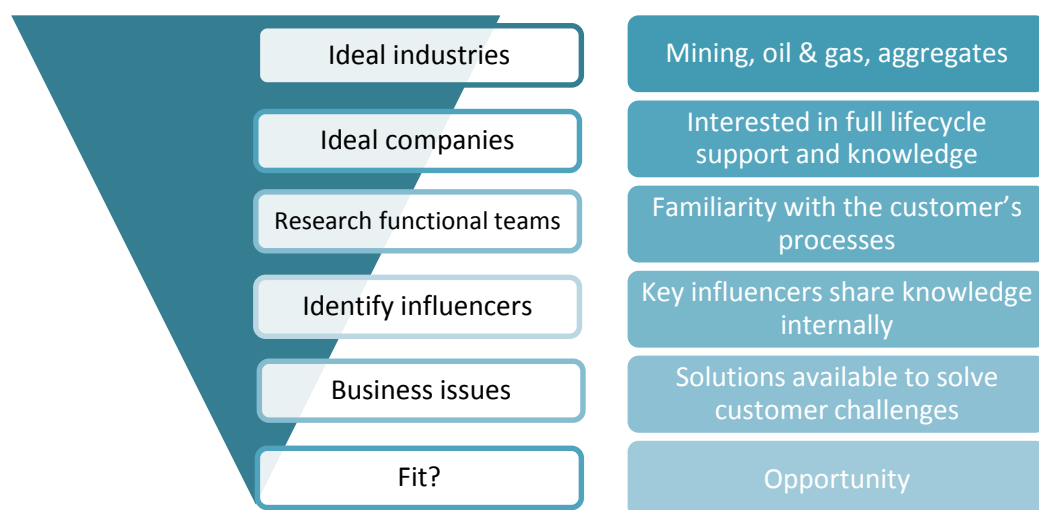 Ideal industries
Mining, oil & gas, aggregates
Ideal companies
Interested in full lifecycle
support and knowledge
Research functional teams
Familiarity with the customer’s
processes
Identify influencers
Key influencers share knowledge
internally
Business issues
Solutions available to solve
customer challenges
Fit?
Opportunity